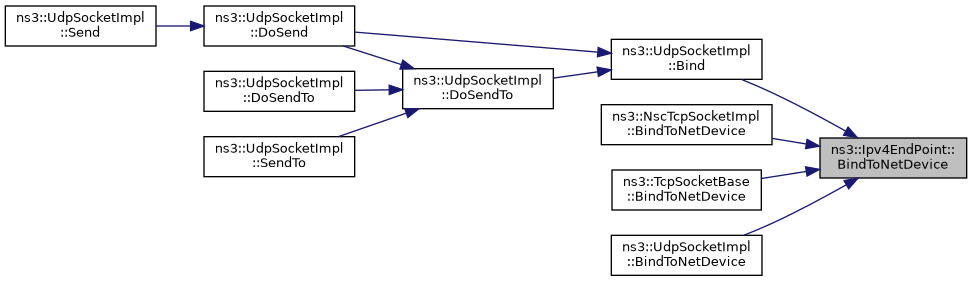 ns3::UdpSocketImpl
::Send
ns3::UdpSocketImpl
::DoSend
ns3::UdpSocketImpl
::DoSendTo
ns3::UdpSocketImpl
::SendTo
ns3::UdpSocketImpl
::DoSendTo
ns3::UdpSocketImpl
::Bind
ns3::NscTcpSocketImpl
::BindToNetDevice
ns3::TcpSocketBase
::BindToNetDevice
ns3::UdpSocketImpl
::BindToNetDevice
ns3::Ipv4EndPoint::
BindToNetDevice